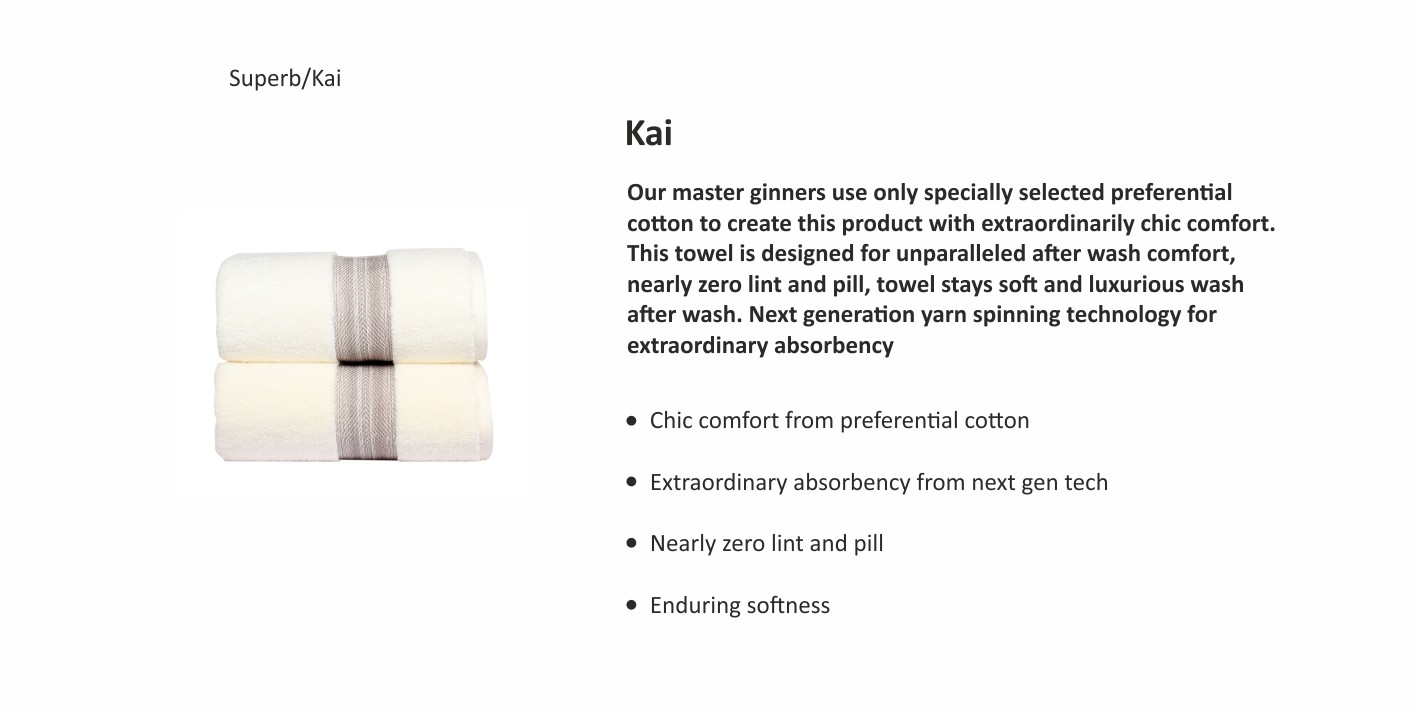 Superb/Kai
Kai
Our master ginners use only specially selected preferential
cotton to create this product with extraordinarily chic comfort.
This towel is designed for unparalleled after wash comfort,
nearly zero lint and pill, towel stays soft and luxurious wash
after wash. Next generation yarn spinning technology for
extraordinary absorbency
• Chic comfort from preferential cotton
• Extraordinary absorbency from next gen tech
• Nearly zero lint and pill
• Enduring softness